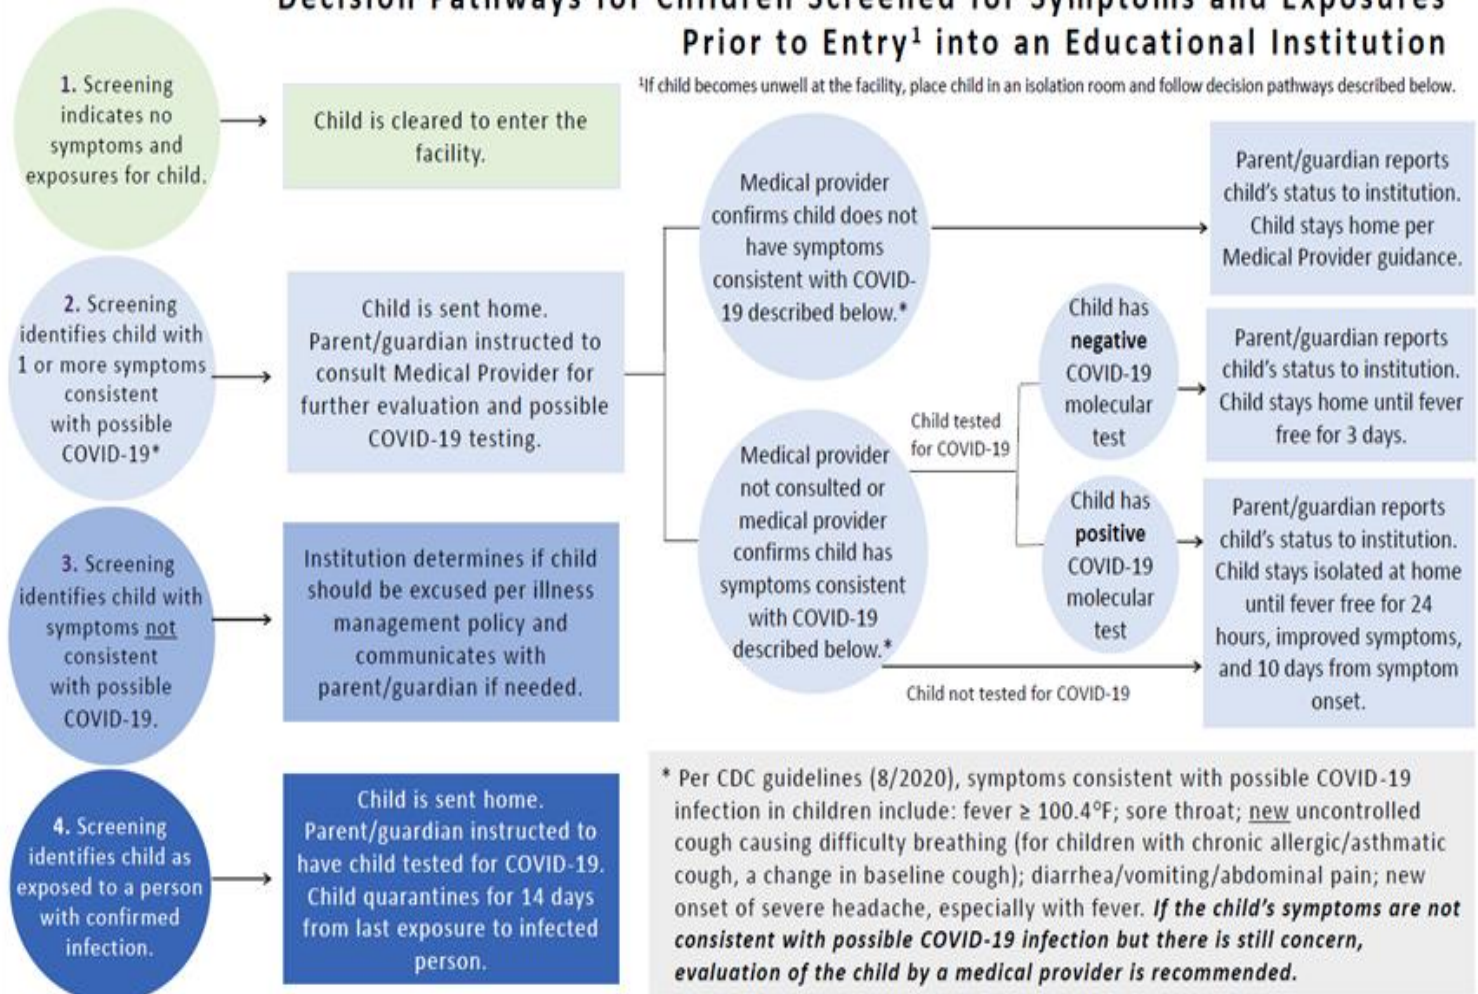 Decision Pathways for Children Screened for Symptoms and Exposures
Prior to Entry¹ into an Educational Institution
¹If child becomes unwell at the facility, place child in an isolation room and follow decision pathways described below.
1. Screening
indicates no
symptoms and
exposures for child.
Child is cleared to enter the
facility.
2. Screening
identifies child with
1 or more symptoms
consistent
with possible
COVID-19*
Child is sent home.
Parent/guardian instructed to
consult Medical Provider for
further evaluation and possible
COVID-19 testing.
Medical provider
confirms child does not
have symptoms
consistent with COVID-
19 described below.*
Parent/guardian reports
child's status to institution.
Child stays home per
Medical Provider guidance.
Medical provider
not consulted or
medical provider
confirms child has
symptoms consistent
with COVID-19
described below.*
Child tested
for COVID-19
Child has
negative
COVID-19
molecular
test
Parent/guardian reports
child's status to institution.
Child stays home until fever
free for 3 days.
Child has
positive
COVID-19
molecular
test
Parent/guardian reports
child's status to institution.
Child stays isolated at home
until fever free for 24
hours, improved symptoms,
and 10 days from symptom
onset.
Child not tested for COVID-19
3. Screening
identifies child with
symptoms not
consistent
with possible
COVID-19.
Institution determines if child
should be excused per illness
management policy and
communicates with
parent/guardian if needed.
4. Screening
identifies child as
exposed to a person
with confirmed
infection.
Child is sent home.
Parent/guardian instructed to
have child tested for COVID-19.
Child quarantines for 14 days
from last exposure to infected
person.
* Per CDC guidelines (8/2020), symptoms consistent with possible COVID-19
infection in children include: fever ≥ 100.4°F; sore throat; new uncontrolled
cough causing difficulty breathing (for children with chronic allergic/asthmatic
cough, a change in baseline cough); diarrhea/vomiting/abdominal pain; new
onset of severe headache, especially with fever. If the child's symptoms are not
consistent with possible COVID-19 infection but there is still concern,
evaluation of the child by a medical provider is recommended.